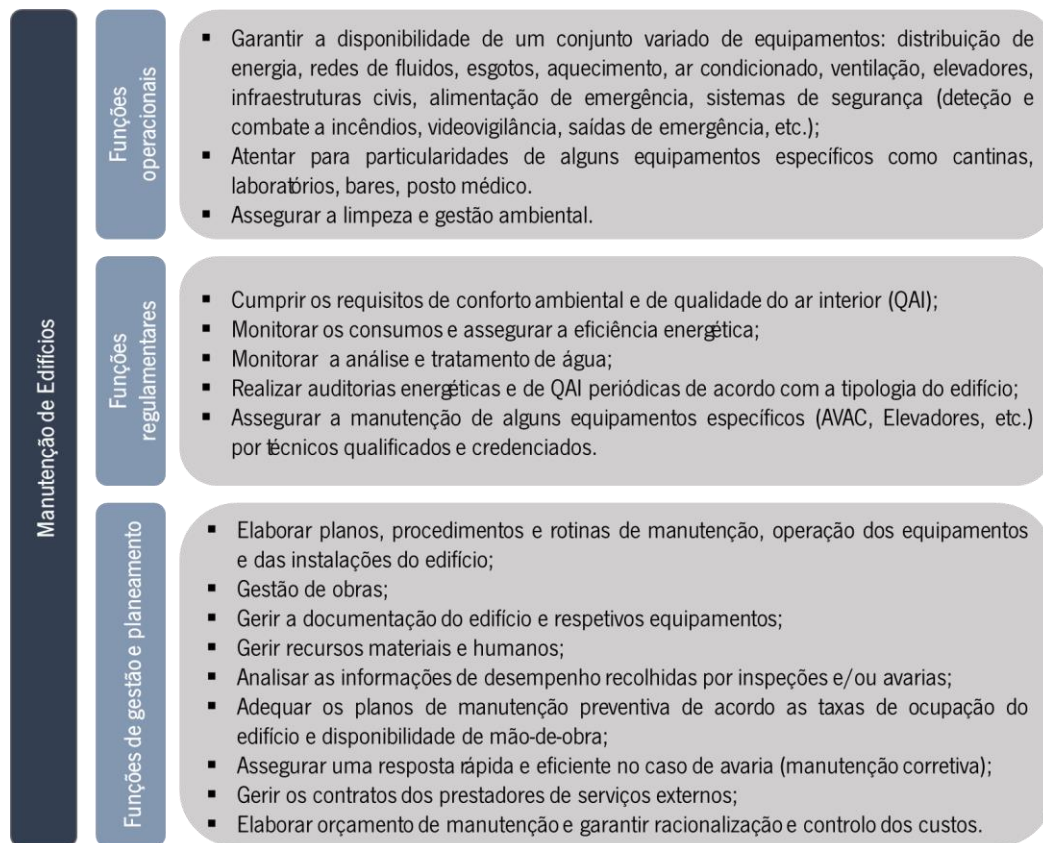 Manutenção de Edifícios
Funções
operacionais
▪ Garantir a disponibilidade de um conjunto variado de equipamentos: distribuição de
energia, redes de fluidos, esgotos, aquecimento, ar condicionado, ventilação, elevadores,
infraestruturas civis, alimentação de emergência, sistemas de segurança (deteção e
combate a incêndios, videovigilância, saídas de emergência, etc.);
▪ Atentar para particularidades de alguns equipamentos específicos como cantinas,
laboratórios, bares, posto médico.
▪ Assegurar a limpeza e gestão ambiental.
Funções
regulamentares
▪ Cumprir os requisitos de conforto ambiental e de qualidade do ar interior (QAI);
▪ Monitorar os consumos e assegurar a eficiência energética;
▪ Monitorar a análise e tratamento de água;
▪ Realizar auditorias energéticas e de QAI periódicas de acordo com a tipologia do edifício;
▪ Assegurar a manutenção de alguns equipamentos específicos (AVAC, Elevadores, etc.)
por técnicos qualificados e credenciados.
Funções de gestão e planeamento
▪ Elaborar planos, procedimentos e rotinas de manutenção, operação dos equipamentos
e das instalações do edifício;
▪ Gestão de obras;
▪ Gerir a documentação do edifício e respetivos equipamentos;
▪ Gerir recursos materiais e humanos;
▪ Analisar as informações de desempenho recolhidas por inspeções e/ou avarias;
▪ Adequar os planos de manutenção preventiva de acordo as taxas de ocupação do
edifício e disponibilidade de mão-de-obra;
▪ Assegurar uma resposta rápida e eficiente no caso de avaria (manutenção corretiva);
▪ Gerir os contratos dos prestadores de serviços externos;
▪ Elaborar orçamento de manutenção e garantir racionalização e controlo dos custos.